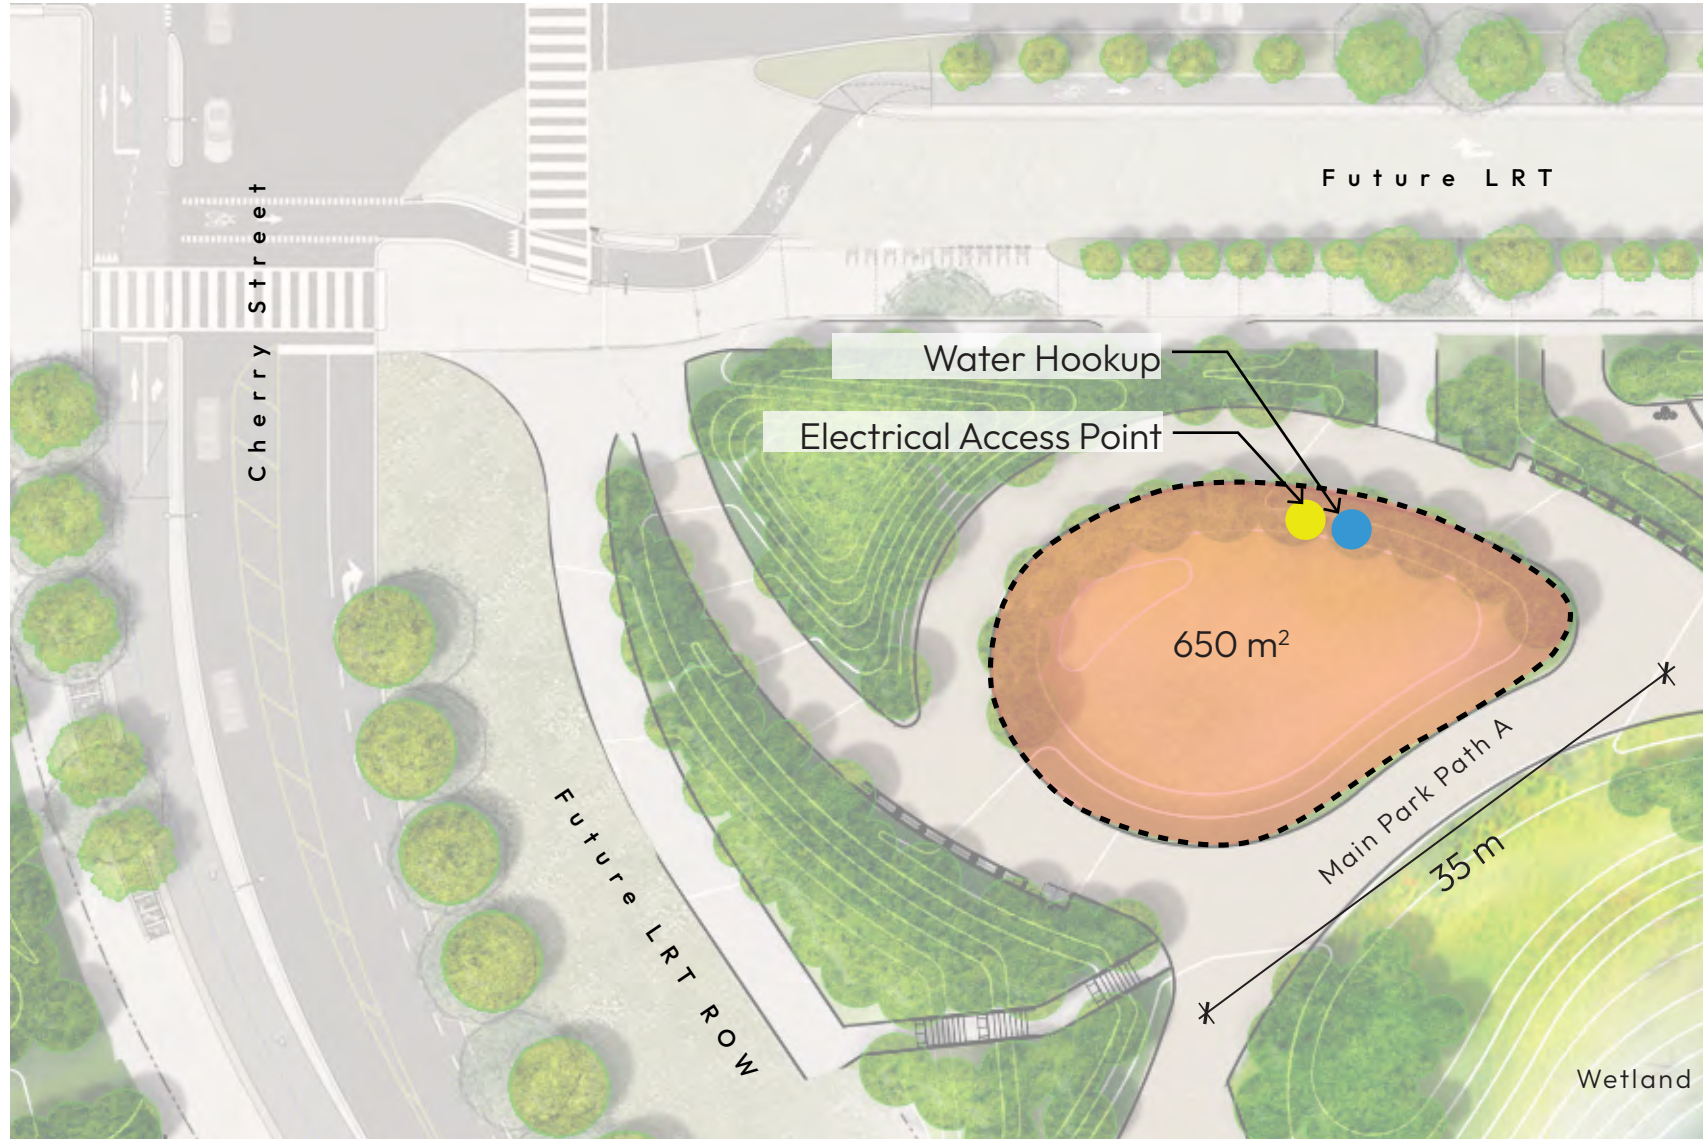 Future LRT
Cherry Street
Water Hookup
Electrical Access Point
650 m²
Main Park Path A
35 m
Future LRT ROW
Wetland